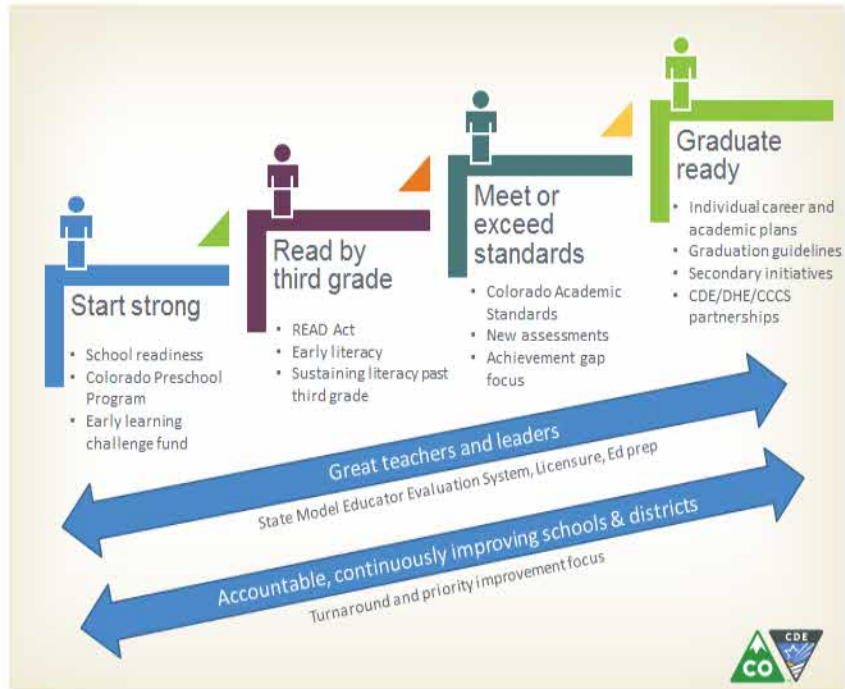 Start strong
• School readiness
• Colorado Preschool
Program
• Early learning
challenge fund
Read by
third grade
• READ Act
• Early literacy
• Sustaining literacy past
third grade
Meet or
exceed
standards
• Colorado Academic
Standards
• New assessments
• Achievement gap
focus
Graduate
ready
• Individual career and
academic plans
• Graduation guidelines
• Secondary initiatives
• CDE/DHE/CCCS
partnerships
Great teachers and leaders
State Model Educator Evaluation System, Licensure, Ed prep
Accountable, continuously improving schools & districts
Turnaround and priority improvement focus
CO
CDE